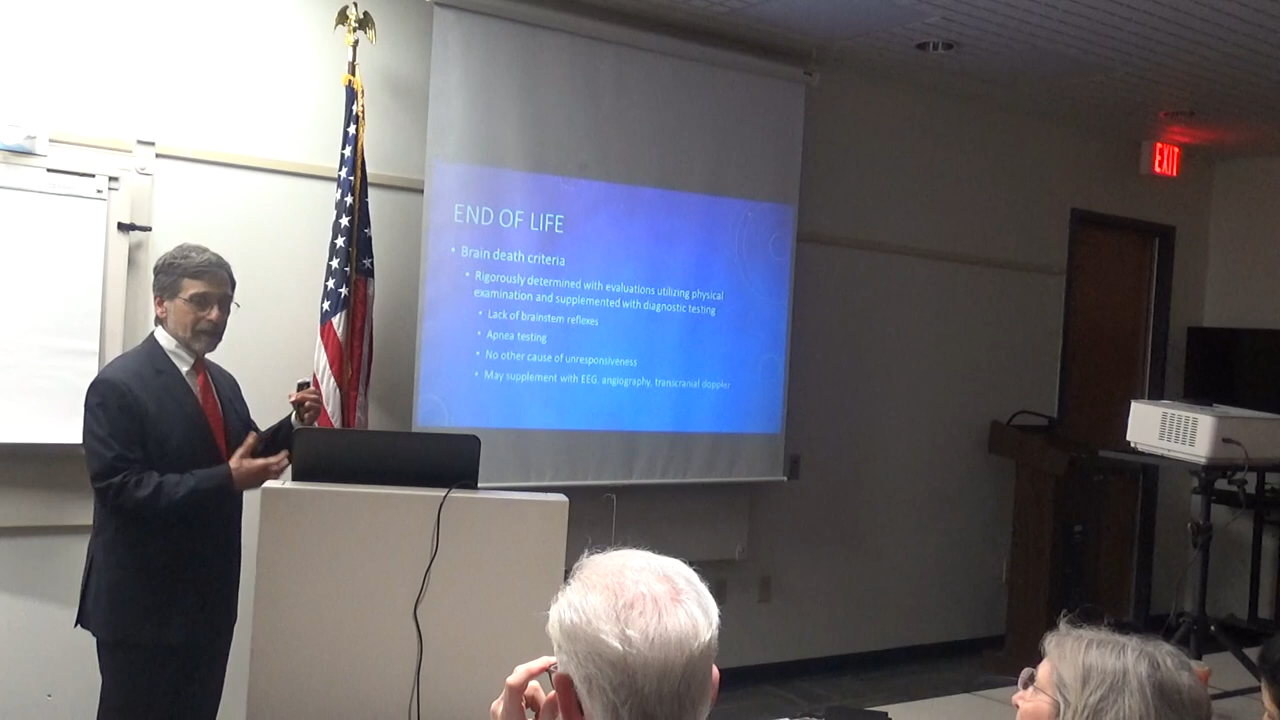 END OF LIFE
• Brain death criteria
• Rigorously determined with evaluations utilizing physical
examination and supplemented with diagnostic testing
• Lack of brainstem reflexes
• Apnea testing
• No other cause of unresponsiveness
• May supplement with EEG, angiography, transcranial doppler
EXIT